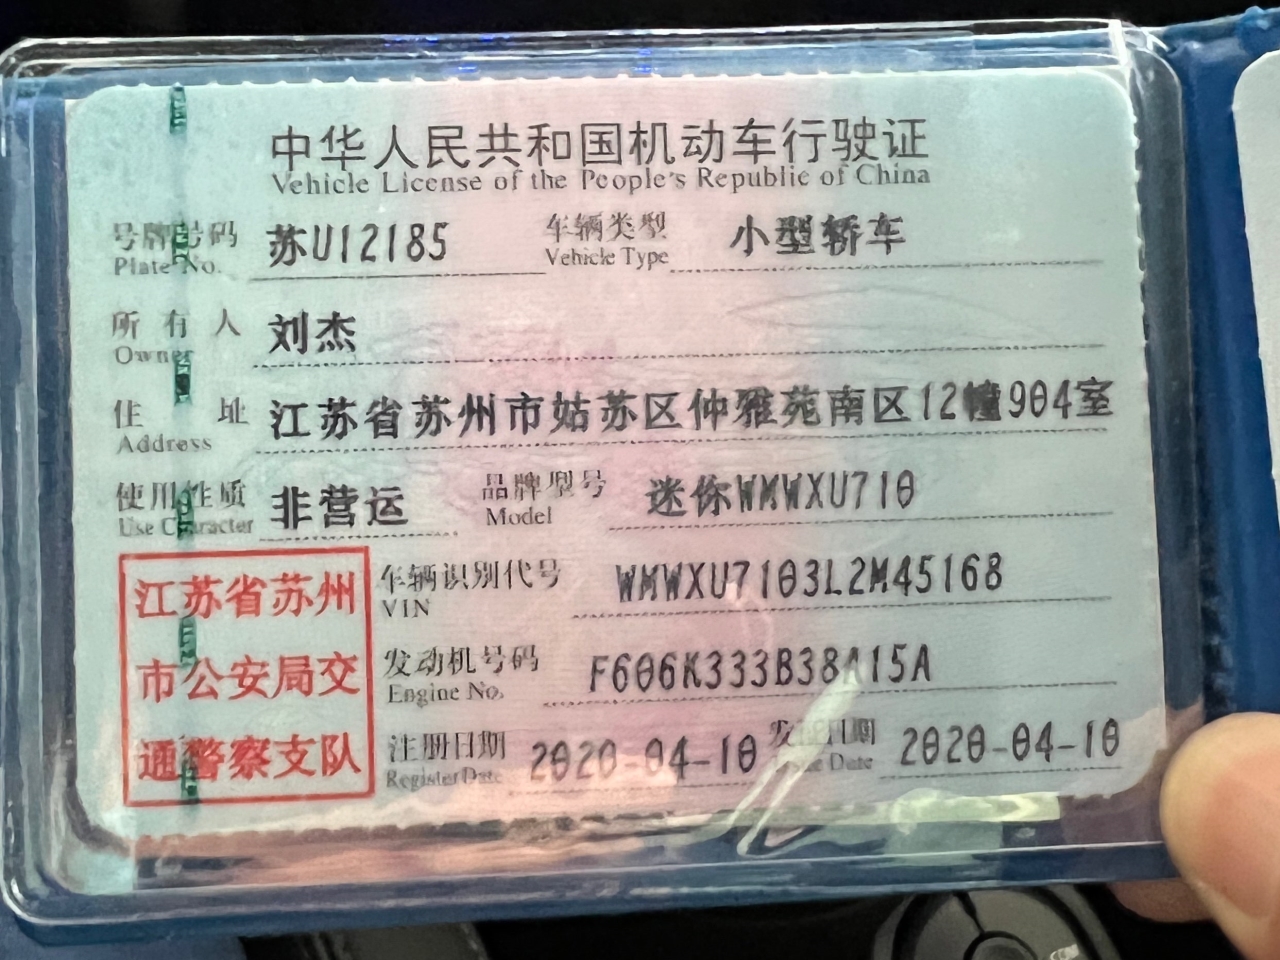 中华人民共和国机动车行驶证
Vehicle License of the People's Republic of China
号牌号码 苏U12185 车辆类型 小型轿车
Plate No. Vehicle Type
所有人 刘杰
Owner
住址 江苏省苏州市姑苏区仲雅苑南区12幢904室
Address
使用性质 非营运 品牌型号 迷你WMWXU710
Use Character Model
江苏省苏州 车辆识别代号 WMWXU7103L2M45168
VIN
市公安局交 发动机号码 F606K333B38A15A
Engine No.
通警察支队 注册日期 2020-04-10 发证日期 2020-04-10
Register Date Issue Date